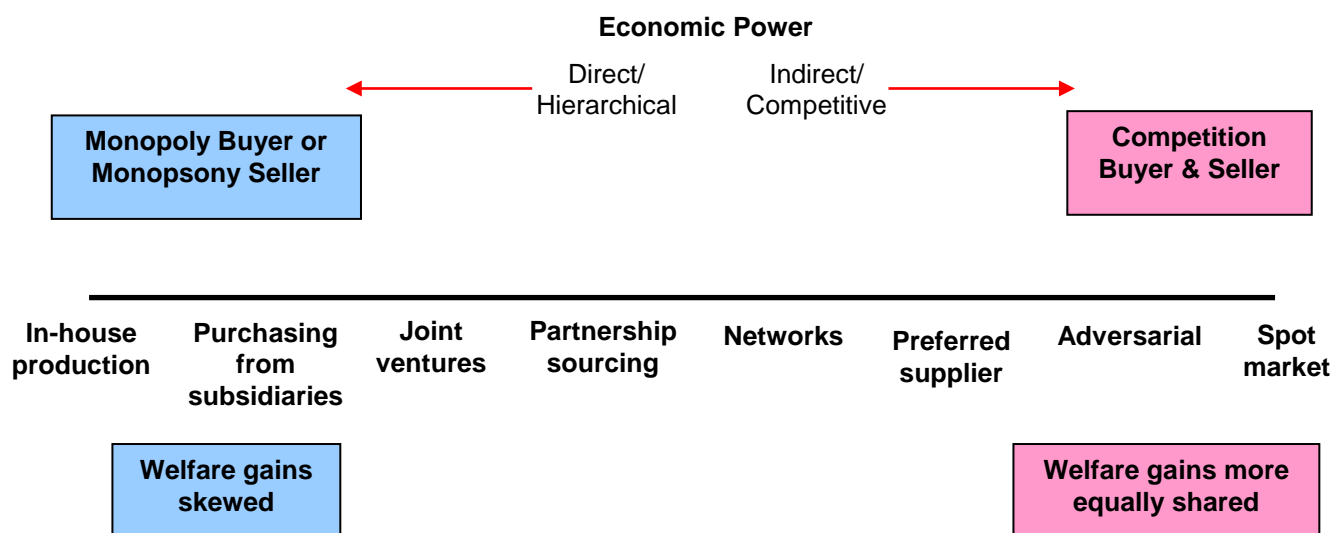 Economic Power
Direct/
Hierarchical
Indirect/
Competitive
Monopoly Buyer or
Monopsony Seller
Competition
Buyer & Seller
In-house
production
Purchasing
from
subsidiaries
Joint
ventures
Partnership
sourcing
Networks
Preferred
supplier
Adversarial
Spot
market
Welfare gains
skewed
Welfare gains more
equally shared